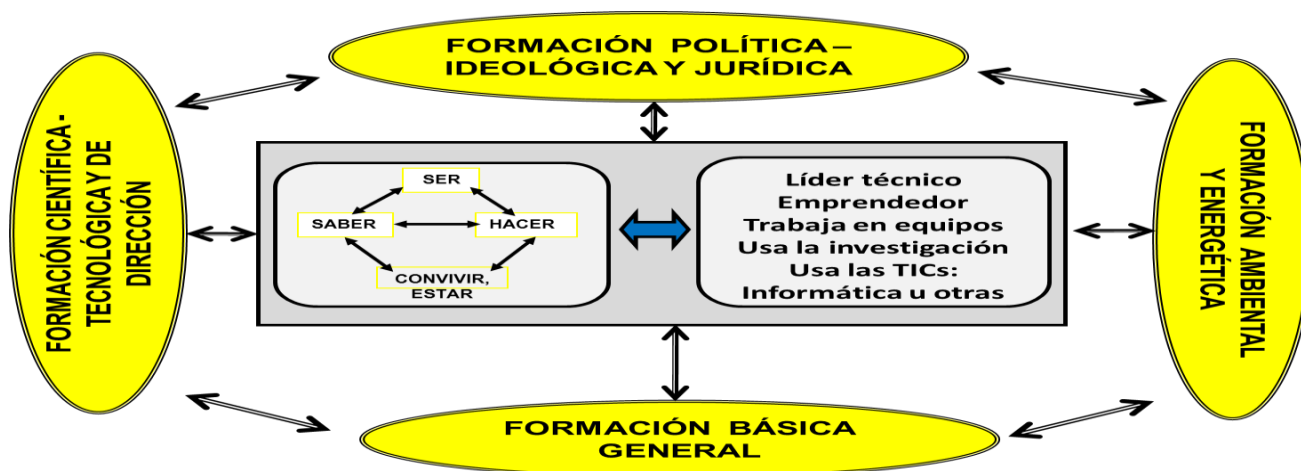 FORMACIÓN POLÍTICA –
IDEOLÓGICA Y JURÍDICA
FORMACIÓN CIENTÍFICA-
TECNOLÓGICA Y DE
DIRECCIÓN
SER
SABER
HACER
CONVIVIR,
ESTAR
Líder técnico
Emprendedor
Trabaja en equipos
Usa la investigación
Usa las TICs:
Informática u otras
FORMACIÓN AMBIENTAL
Y ENERGÉTICA
FORMACIÓN BÁSICA
GENERAL